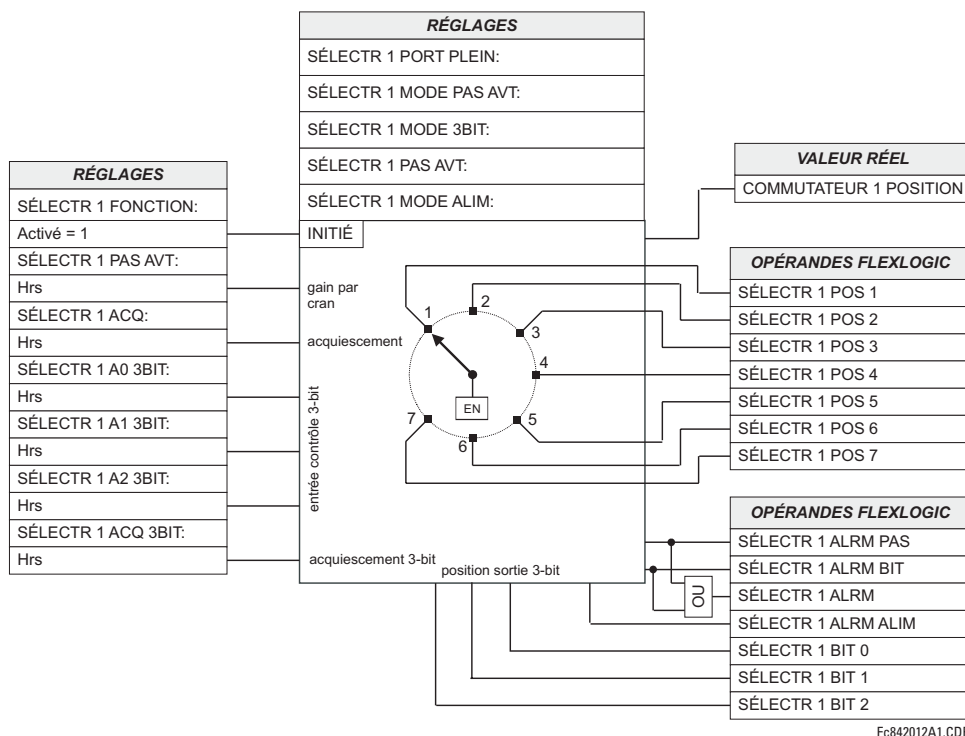 RÉGLAGES
SÉLECTR 1 PORT PLEIN:
SÉLECTR 1 MODE PAS AVT:
SÉLECTR 1 MODE 3BIT:
SÉLECTR 1 PAS AVT:
SÉLECTR 1 MODE ALIM:
RÉGLAGES
SÉLECTR 1 FONCTION:
Activé = 1
SÉLECTR 1 PAS AVT:
Hrs
SÉLECTR 1 ACQ:
Hrs
SÉLECTR 1 A0 3BIT:
Hrs
SÉLECTR 1 A1 3BIT:
Hrs
SÉLECTR 1 A2 3BIT:
Hrs
SÉLECTR 1 ACQ 3BIT:
Hrs
INITIÉ
gain par
cran
acquiescement
entrée contrôle 3-bit
acquiescement 3-bit
position sortie 3-bit
1
2
3
4
5
6
7
EN
VALEUR RÉEL
COMMUTATEUR 1 POSITION
OPÉRANDES FLEXLOGIC
SÉLECTR 1 POS 1
SÉLECTR 1 POS 2
SÉLECTR 1 POS 3
SÉLECTR 1 POS 4
SÉLECTR 1 POS 5
SÉLECTR 1 POS 6
SÉLECTR 1 POS 7
OPÉRANDES FLEXLOGIC
SÉLECTR 1 ALRM PAS
SÉLECTR 1 ALRM BIT
SÉLECTR 1 ALRM
SÉLECTR 1 ALRM ALIM
SÉLECTR 1 BIT 0
SÉLECTR 1 BIT 1
SÉLECTR 1 BIT 2
OU
Fc842012A1.CDR